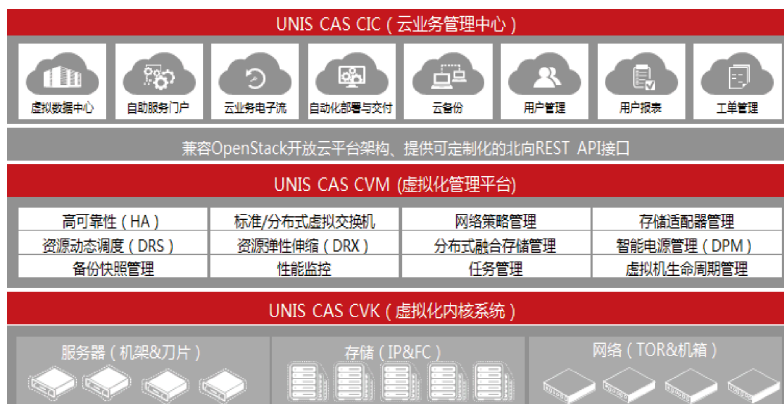 UNIS CAS CIC（云业务管理中心）
虚拟数据中心 自助服务门户 云业务电子流 自动化部署与交付 云备份 用户管理 用户报表 工单管理
兼容OpenStack开放云平台架构、提供可定制化的北向REST API接口
UNIS CAS CVM (虚拟化管理平台)
高可靠性（HA） 标准/分布式虚拟交换机 网络策略管理 存储适配器管理
资源动态调度（DRS） 资源弹性伸缩（DRX） 分布式融合存储管理 智能电源管理（DPM）
备份快照管理 性能监控 任务管理 虚拟机生命周期管理
UNIS CAS CVK（虚拟化内核系统）
服务器（机架&刀片） 存储（IP&FC） 网络（TOR&机箱）